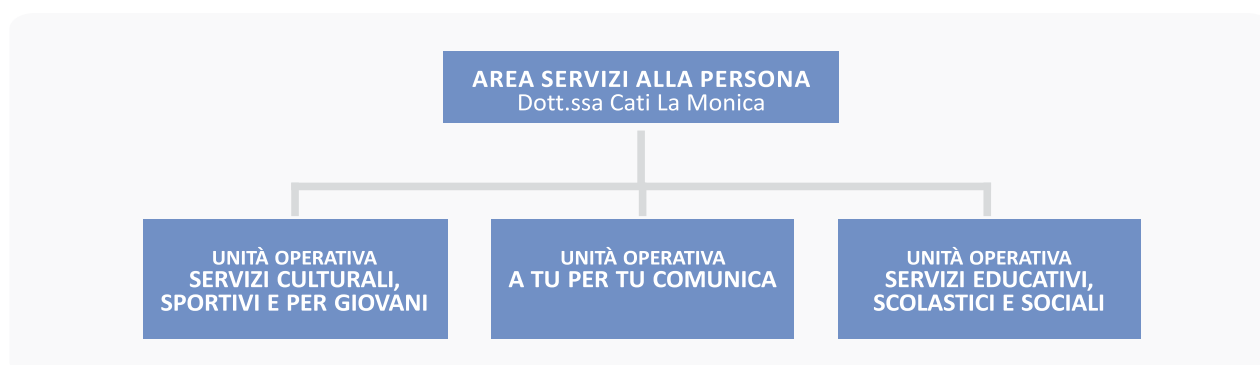 AREA SERVIZI ALLA PERSONA
Dott.ssa Cati La Monica
UNITÀ OPERATIVA
SERVIZI CULTURALI,
SPORTIVI E PER GIOVANI
UNITÀ OPERATIVA
A TU PER TU COMUNICA
UNITÀ OPERATIVA
SERVIZI EDUCATIVI,
SCOLASTICI E SOCIALI